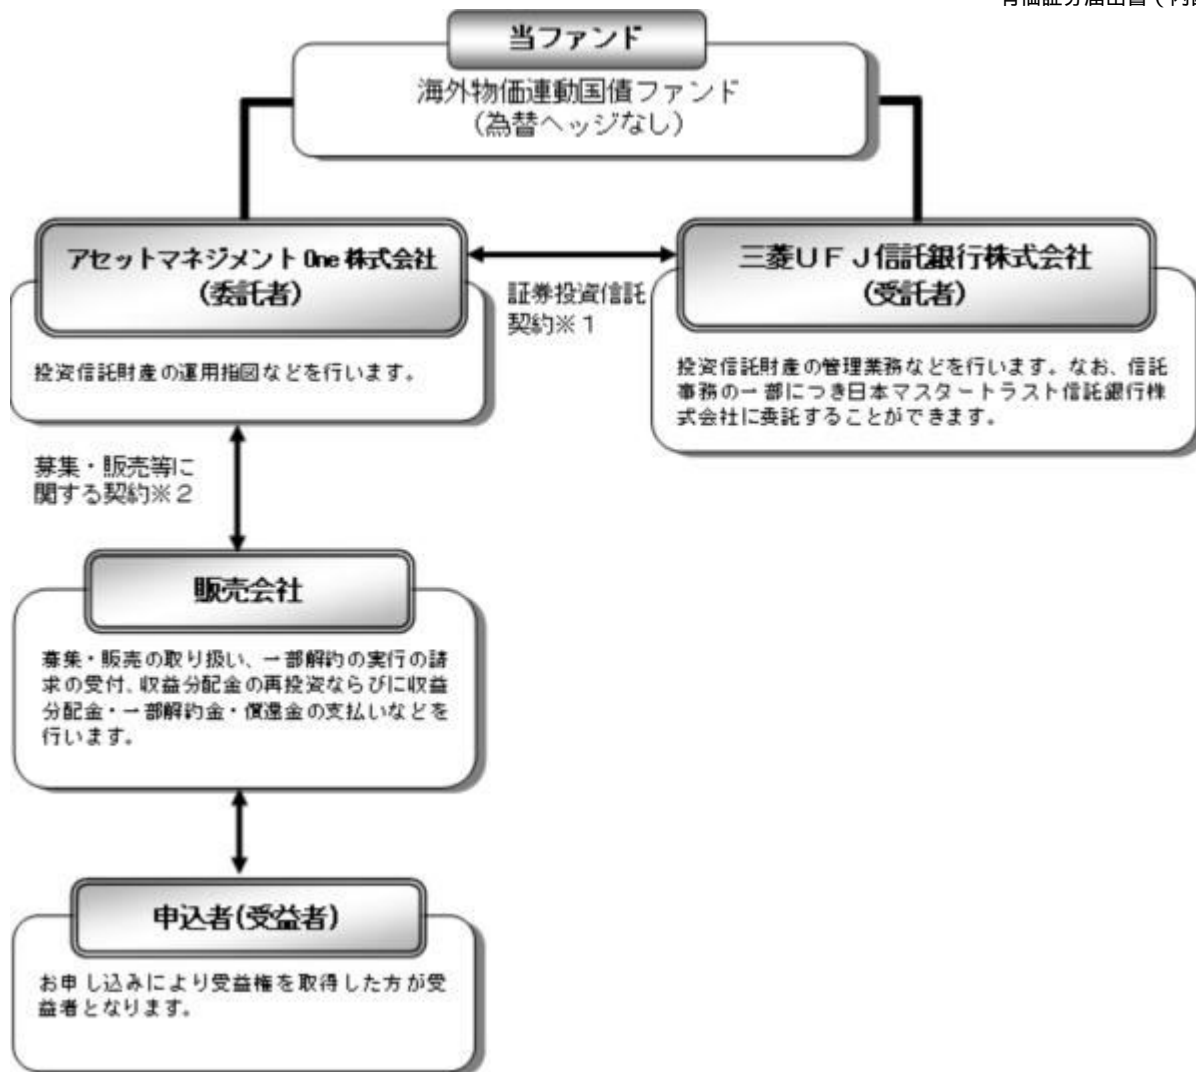 当ファンド
海外物価連動国債ファンド
(為替ヘッジなし)
アセットマネジメント One 株式会社
(委託者)
投資信託財産の運用指図などを行います。
証券投資信託
契約※1
三菱UFJ信託銀行株式会社
(受託者)
投資信託財産の管理業務などを行います。なお、信託
事務の一部につき日本マスタートラスト信託銀行株
式会社に委託することができます。
募集・販売等に
関する契約※2
販売会社
募集・販売の取り扱い、一部解約の実行の請
求の受付、収益分配金の再投資ならびに収益
分配金・一部解約金・償還金の支払いなどを
行います。
申込者(受益者)
お申し込みにより受益権を取得した方が受
益者となります。